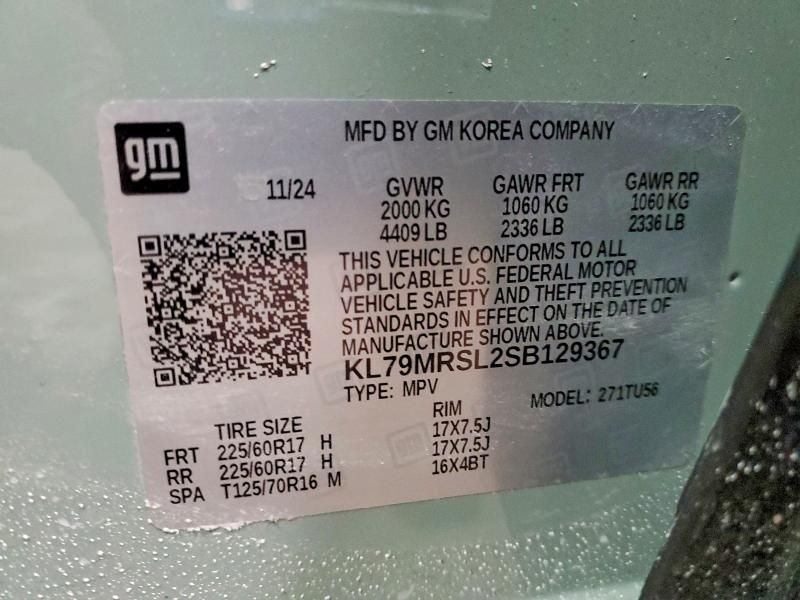 gm
MFD BY GM KOREA COMPANY
11/24 GVWR GAWR FRT GAWR RR
2000 KG 1060 KG 1060 KG
4409 LB 2336 LB 2336 LB
THIS VEHICLE CONFORMS TO ALL
APPLICABLE U.S. FEDERAL MOTOR
VEHICLE SAFETY AND THEFT PREVENTION
STANDARDS IN EFFECT ON THE DATE OF
MANUFACTURE SHOWN ABOVE.
KL79MRSL2SB129367
TYPE: MPV MODEL: 271TU56
TIRE SIZE RIM
FRT 225/60R17 H 17X7.5J
RR 225/60R17 H 17X7.5J
SPA T125/70R16 M 16X4BT